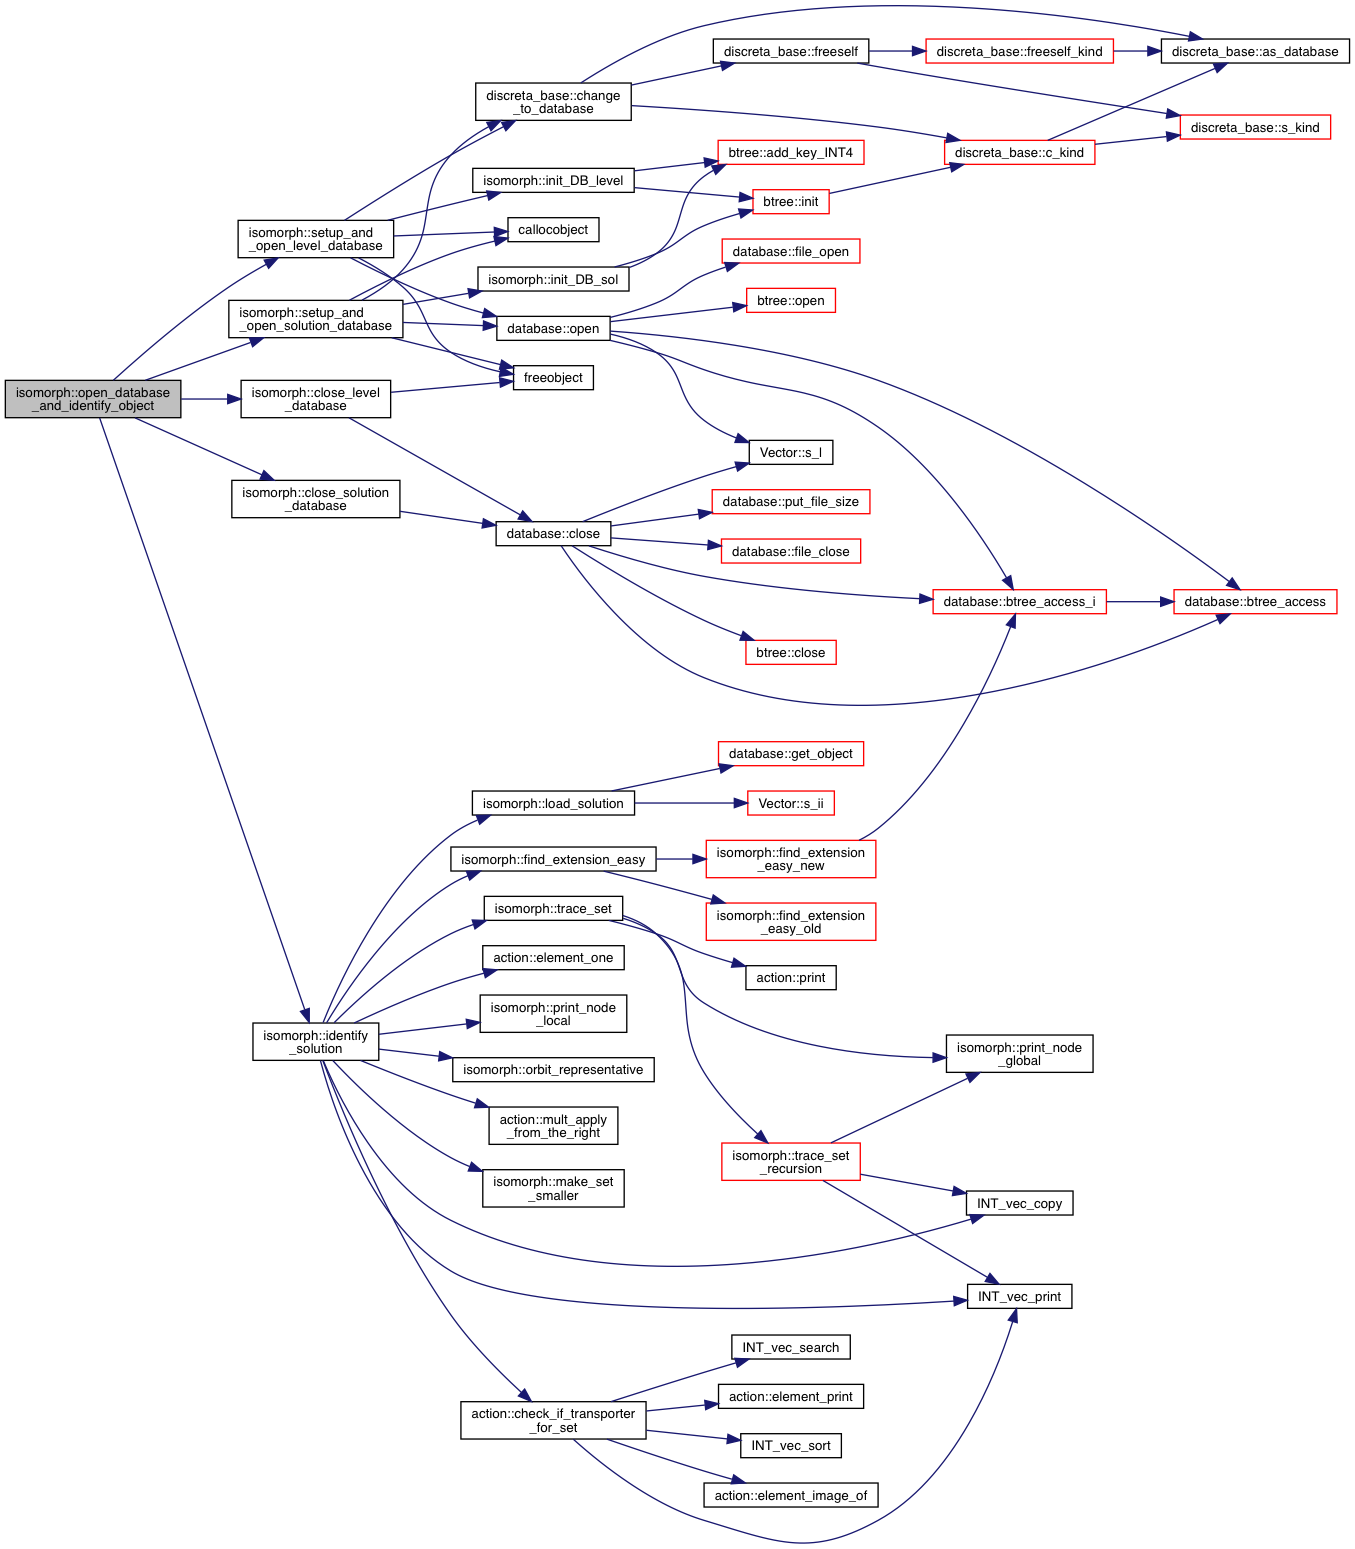 isomorph::open_database
_and_identify_object
isomorph::setup_and
_open_level_database
isomorph::setup_and
_open_solution_database
isomorph::close_level
_database
isomorph::close_solution
_database
isomorph::identify
_solution
discreta_base::change
_to_database
isomorph::init_DB_level
callocobject
isomorph::init_DB_sol
database::open
freeobject
database::close
isomorph::load_solution
isomorph::find_extension_easy
isomorph::trace_set
action::element_one
isomorph::print_node
_local
isomorph::orbit_representative
action::mult_apply
_from_the_right
isomorph::make_set
_smaller
action::check_if_transporter
_for_set
discreta_base::freeself
btree::add_key_INT4
btree::init
database::file_open
btree::open
Vector::s_l
database::put_file_size
database::file_close
btree::close
database::get_object
Vector::s_ii
isomorph::find_extension
_easy_new
isomorph::find_extension
_easy_old
action::print
isomorph::trace_set
_recursion
INT_vec_search
action::element_print
INT_vec_sort
action::element_image_of
discreta_base::freeself_kind
discreta_base::c_kind
database::btree_access_i
isomorph::print_node
_global
INT_vec_copy
INT_vec_print
discreta_base::as_database
discreta_base::s_kind
database::btree_access